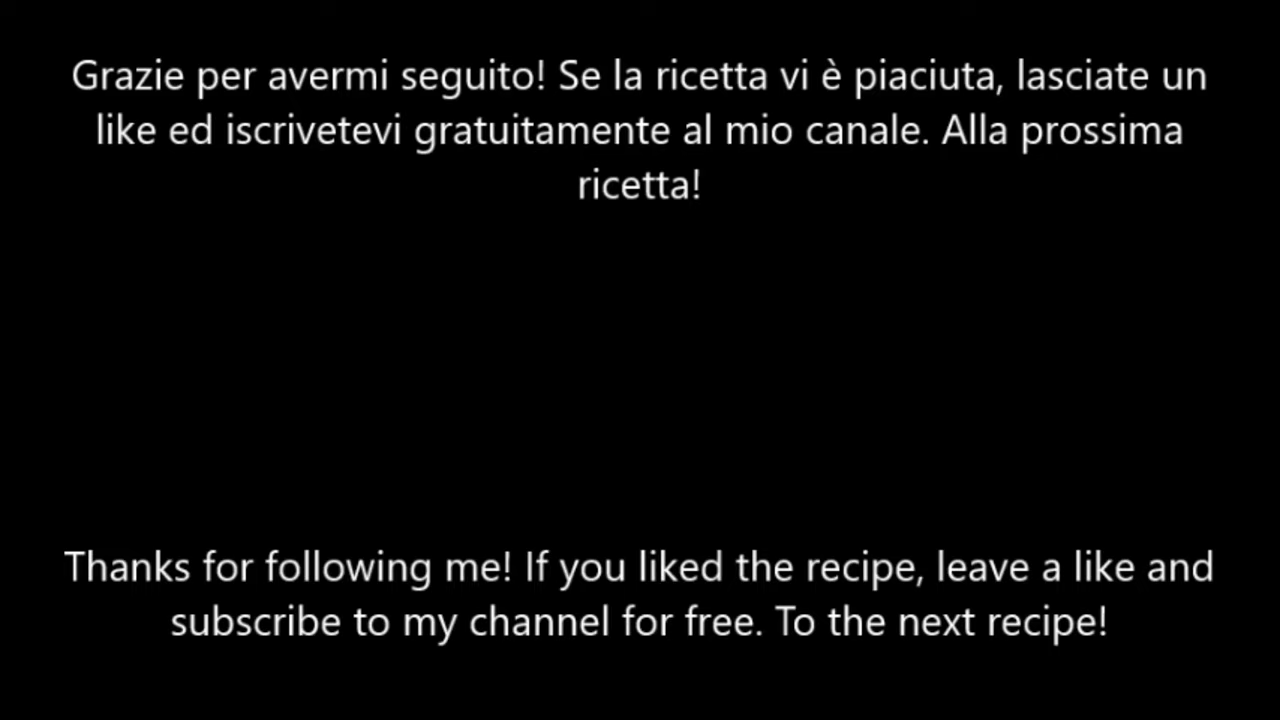 Grazie per avermi seguito! Se la ricetta vi è piaciuta, lasciate un
like ed iscrivetevi gratuitamente al mio canale. Alla prossima
ricetta!
Thanks for following me! If you liked the recipe, leave a like and
subscribe to my channel for free. To the next recipe!